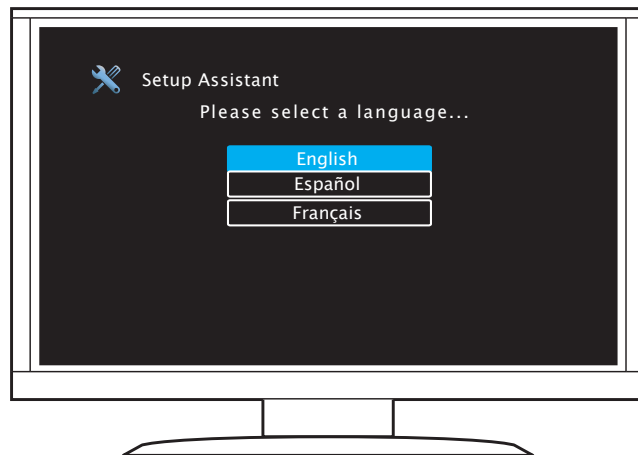 Setup Assistant
Please select a language...
English
Español
Français